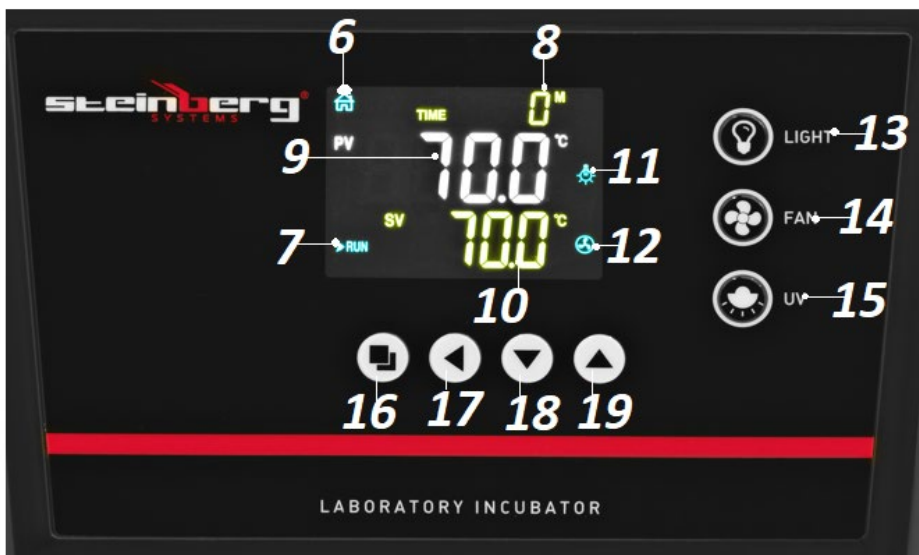 6
8
steinberg®
SYSTEMS
TIME 0 M
PV 70.0 °C
9
11
13 LIGHT
SV 70.0 °C
7 RUN
12
14 FAN
10
15 UV
16 17 18 19
LABORATORY INCUBATOR